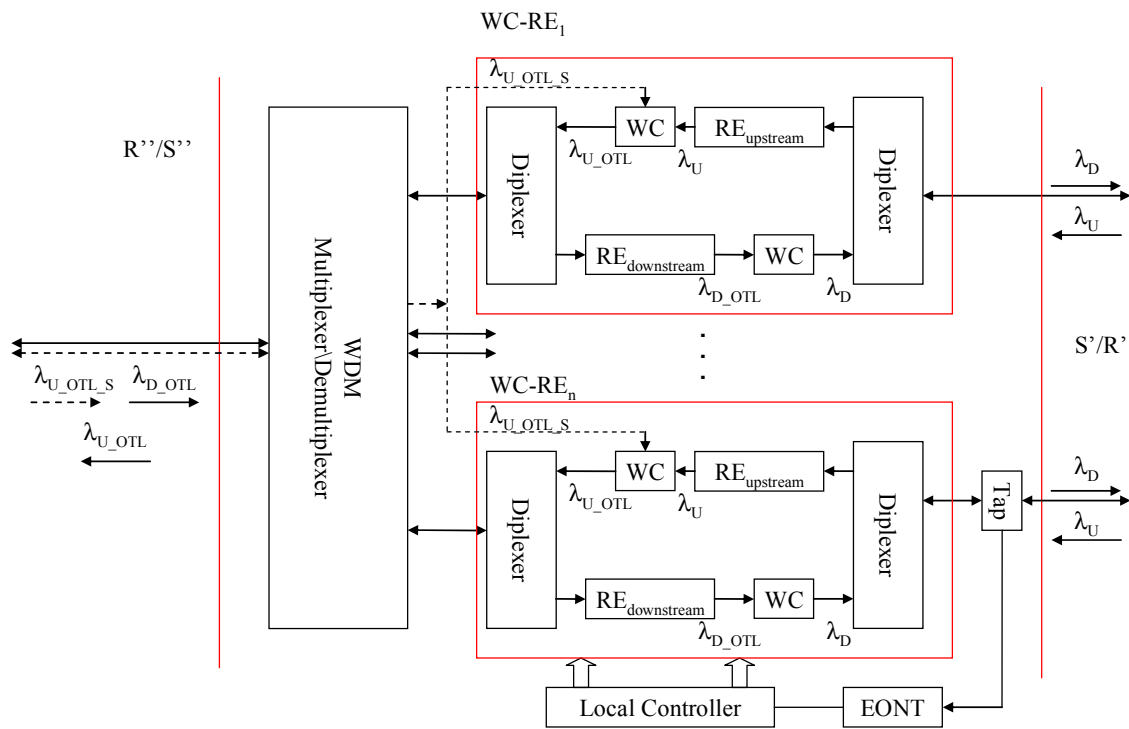 WC-RE1
λU_OTL_S
R’’/S’’
WC
REupstream
λU_OTL
λU
Diplexer
Diplexer
λD
λU
REdownstream
WC
λD_OTL
λD
WDM
Multiplexer\Demultiplexer
. . .
S’/R’
λU_OTL_S
λD_OTL
λU_OTL
WC-REn
λU_OTL_S
WC
REupstream
λU_OTL
λU
Diplexer
Diplexer
Tap
λD
λU
REdownstream
WC
λD_OTL
λD
Local Controller
EONT